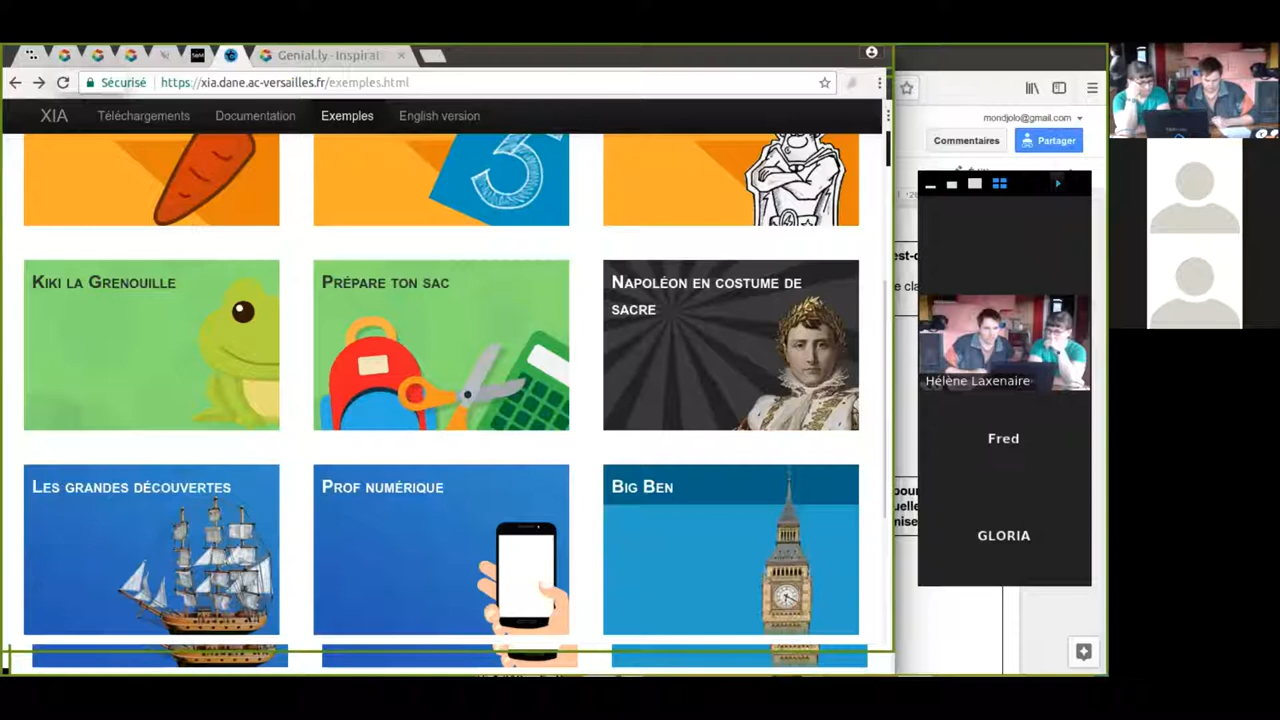 Genial.ly - Inspirat
Sécurisé https://xia.dane.ac-versailles.fr/exemples.html
XIA Téléchargements Documentation Exemples English version
mondjolo@gmail.com
Commentaires Partager
5
KIKI LA GRENOUILLE
PRÉPARE TON SAC
NAPOLÉON EN COSTUME DE
SACRE
Hélène Laxenaire
Fred
GLORIA
LES GRANDES DÉCOUVERTES
PROF NUMÉRIQUE
BIG BEN